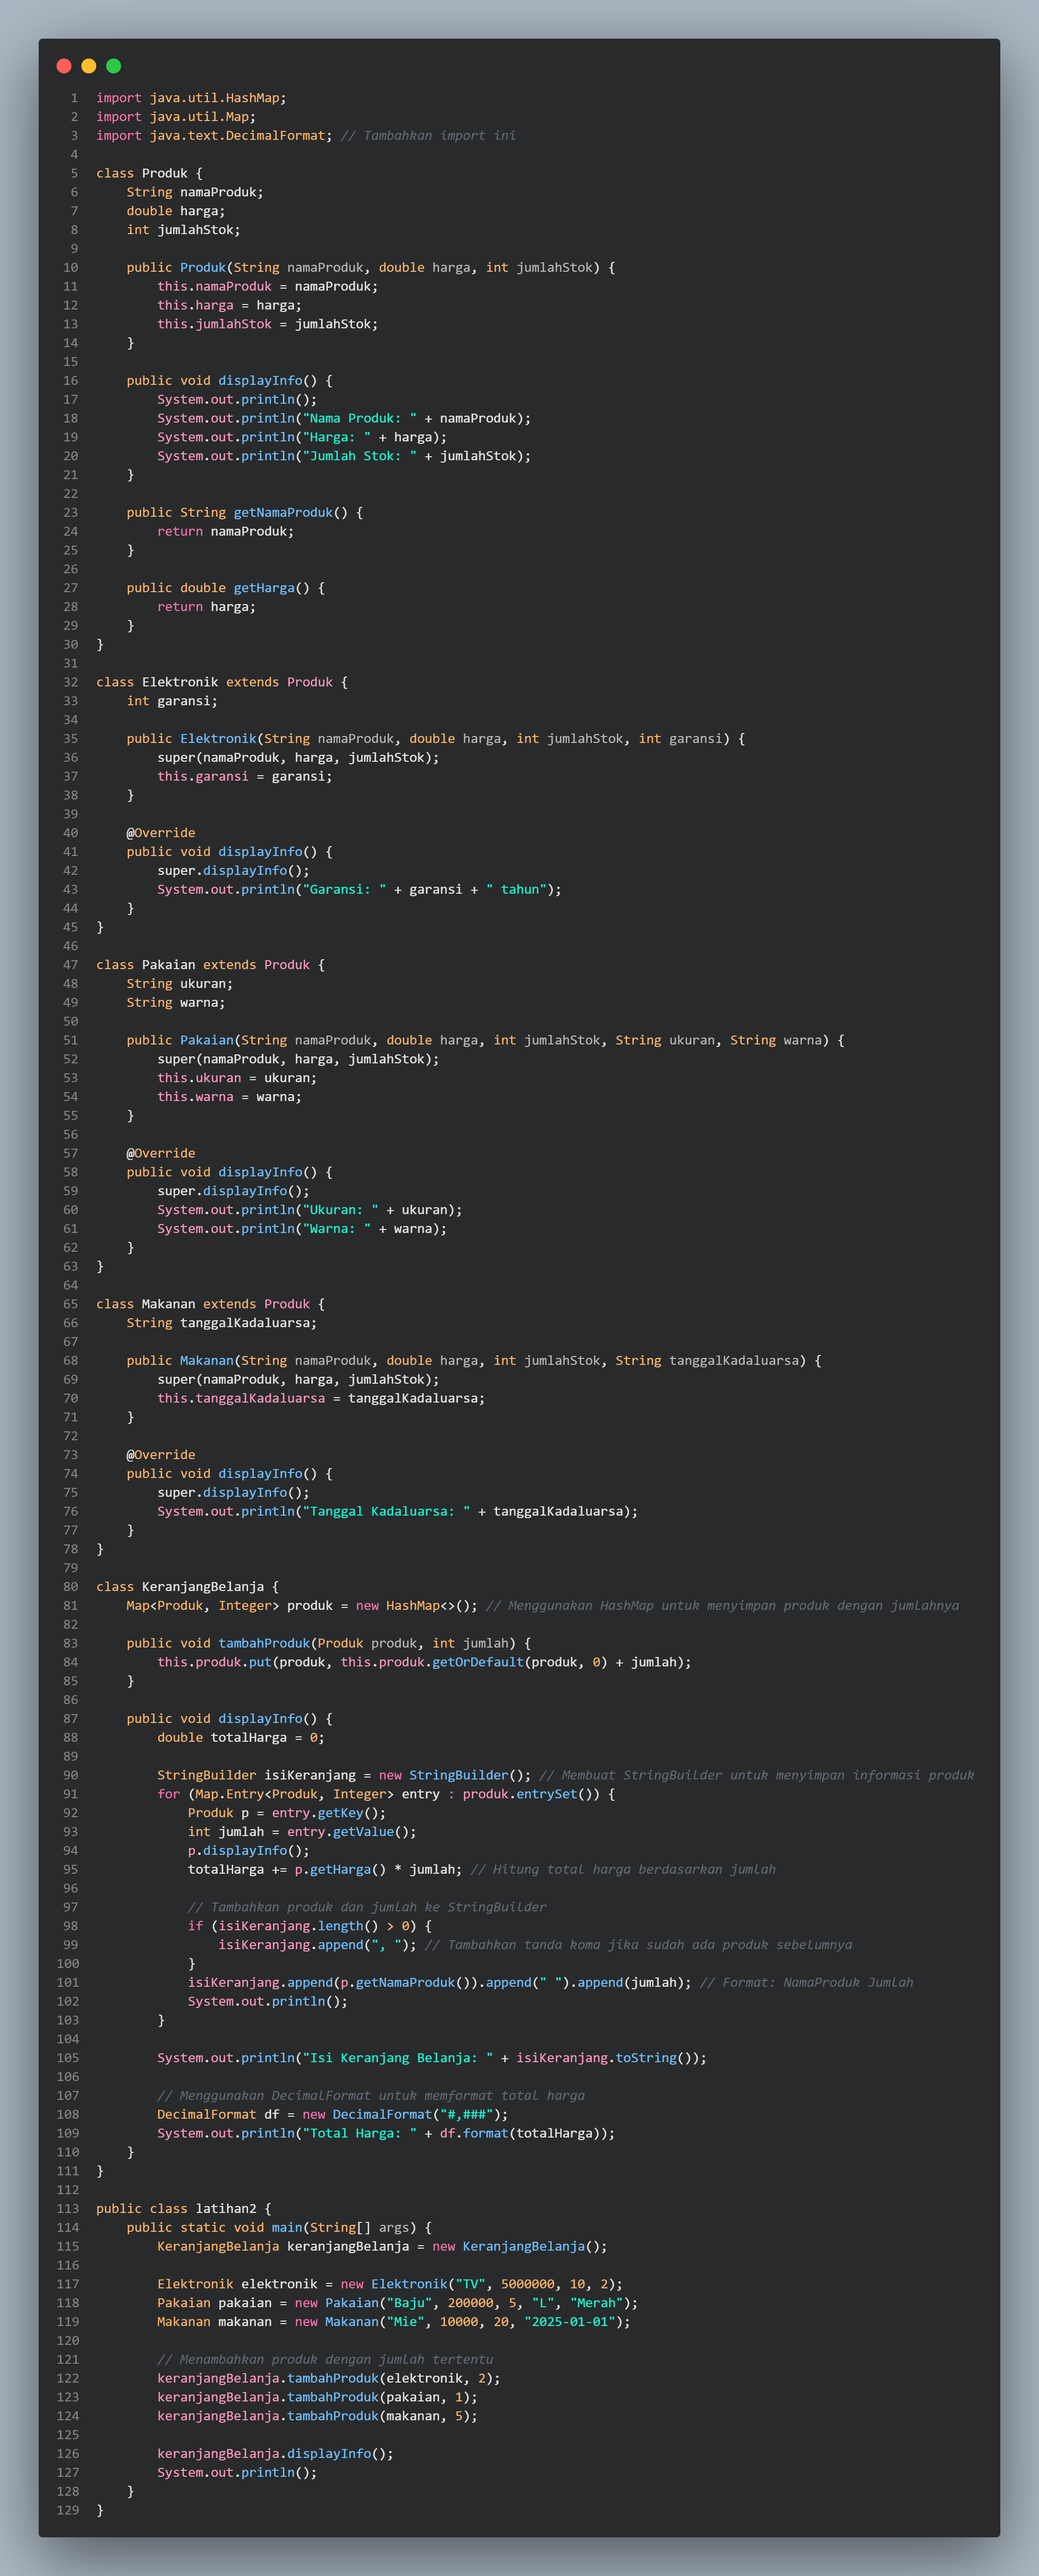 1 import java.util.HashMap;
2 import java.util.Map;
3 import java.text.DecimalFormat; // Tambahkan import ini
4
5 class Produk {
6     String namaProduk;
7     double harga;
8     int jumlahStok;
9
10     public Produk(String namaProduk, double harga, int jumlahStok) {
11         this.namaProduk = namaProduk;
12         this.harga = harga;
13         this.jumlahStok = jumlahStok;
14     }
15
16     public void displayInfo() {
17         System.out.println();
18         System.out.println("Nama Produk: " + namaProduk);
19         System.out.println("Harga: " + harga);
20         System.out.println("Jumlah Stok: " + jumlahStok);
21     }
22
23     public String getNamaProduk() {
24         return namaProduk;
25     }
26
27     public double getHarga() {
28         return harga;
29     }
30 }
31
32 class Elektronik extends Produk {
33     int garansi;
34
35     public Elektronik(String namaProduk, double harga, int jumlahStok, int garansi) {
36         super(namaProduk, harga, jumlahStok);
37         this.garansi = garansi;
38     }
39
40     @Override
41     public void displayInfo() {
42         super.displayInfo();
43         System.out.println("Garansi: " + garansi + " tahun");
44     }
45 }
46
47 class Pakaian extends Produk {
48     String ukuran;
49     String warna;
50
51     public Pakaian(String namaProduk, double harga, int jumlahStok, String ukuran, String warna) {
52         super(namaProduk, harga, jumlahStok);
53         this.ukuran = ukuran;
54         this.warna = warna;
55     }
56
57     @Override
58     public void displayInfo() {
59         super.displayInfo();
60         System.out.println("Ukuran: " + ukuran);
61         System.out.println("Warna: " + warna);
62     }
63 }
64
65 class Makanan extends Produk {
66     String tanggalKadaluarsa;
67
68     public Makanan(String namaProduk, double harga, int jumlahStok, String tanggalKadaluarsa) {
69         super(namaProduk, harga, jumlahStok);
70         this.tanggalKadaluarsa = tanggalKadaluarsa;
71     }
72
73     @Override
74     public void displayInfo() {
75         super.displayInfo();
76         System.out.println("Tanggal Kadaluarsa: " + tanggalKadaluarsa);
77     }
78 }
79
80 class KeranjangBelanja {
81     Map<Produk, Integer> produk = new HashMap<>(); // Menggunakan HashMap untuk menyimpan produk dengan jumlahnya
82
83     public void tambahProduk(Produk produk, int jumlah) {
84         this.produk.put(produk, this.produk.getOrDefault(produk, 0) + jumlah);
85     }
86
87     public void displayInfo() {
88         double totalHarga = 0;
89
90         StringBuilder isiKeranjang = new StringBuilder(); // Membuat StringBuilder untuk menyimpan informasi produk
91         for (Map.Entry<Produk, Integer> entry : produk.entrySet()) {
92             Produk p = entry.getKey();
93             int jumlah = entry.getValue();
94             p.displayInfo();
95             totalHarga += p.getHarga() * jumlah; // Hitung total harga berdasarkan jumlah
96
97             // Tambahkan produk dan jumlah ke StringBuilder
98             if (isiKeranjang.length() > 0) {
99                 isiKeranjang.append(", "); // Tambahkan tanda koma jika sudah ada produk sebelumnya
100             }
101             isiKeranjang.append(p.getNamaProduk()).append(" ").append(jumlah); // Format: NamaProduk Jumlah
102             System.out.println();
103         }
104
105         System.out.println("Isi Keranjang Belanja: " + isiKeranjang.toString());
106
107         // Menggunakan DecimalFormat untuk memformat total harga
108         DecimalFormat df = new DecimalFormat("#,###");
109         System.out.println("Total Harga: " + df.format(totalHarga));
110     }
111 }
112
113 public class latihan2 {
114     public static void main(String[] args) {
115         KeranjangBelanja keranjangBelanja = new KeranjangBelanja();
116
117         Elektronik elektronik = new Elektronik("TV", 5000000, 10, 2);
118         Pakaian pakaian = new Pakaian("Baju", 200000, 5, "L", "Merah");
119         Makanan makanan = new Makanan("Mie", 10000, 20, "2025-01-01");
120
121         // Menambahkan produk dengan jumlah tertentu
122         keranjangBelanja.tambahProduk(elektronik, 2);
123         keranjangBelanja.tambahProduk(pakaian, 1);
124         keranjangBelanja.tambahProduk(makanan, 5);
125
126         keranjangBelanja.displayInfo();
127         System.out.println();
128     }
129 }